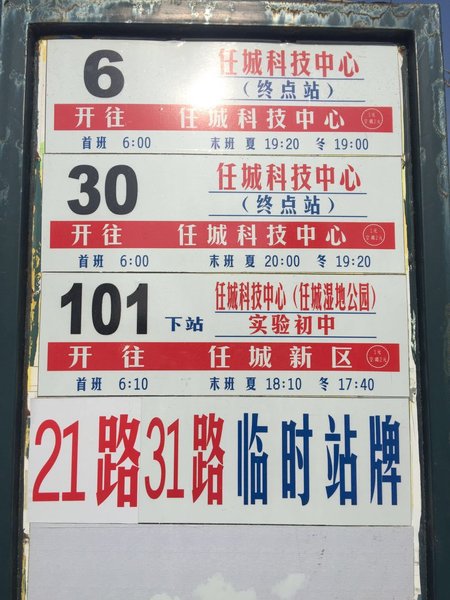 6
任城科技中心
（终点站）
开往 任城科技中心
首班 6:00 末班 夏 19:20 冬 19:00
30
任城科技中心
（终点站）
开往 任城科技中心
首班 6:00 末班 夏 20:00 冬 19:20
101 下站
任城科技中心（任城湿地公园）
实验初中
开往 任城新区
首班 6:10 末班 夏 18:10 冬 17:40
21路 31路 临时站牌